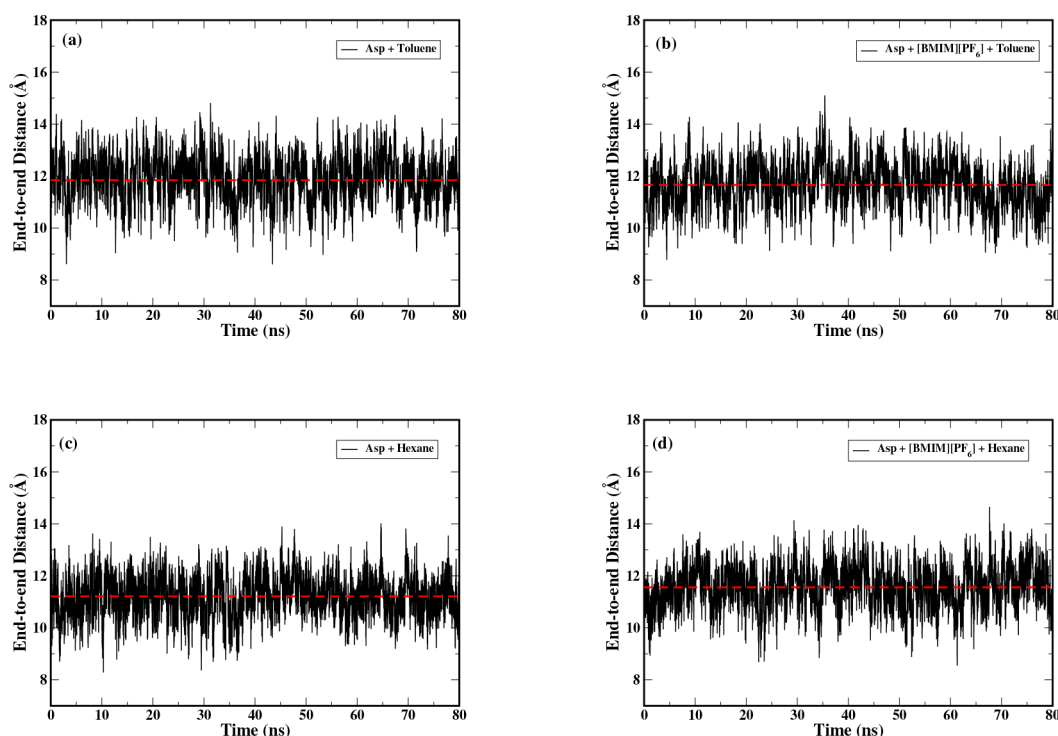 18
(a)
Asp + Toluene
16
14
12
10
8
End-to-end Distance (Å)
0 10 20 30 40 50 60 70 80
Time (ns)
18
(b)
Asp + [BMIM][PF6] + Toluene
16
14
12
10
8
End-to-end Distance (Å)
0 10 20 30 40 50 60 70 80
Time (ns)
18
(c)
Asp + Hexane
16
14
12
10
8
End-to-end Distance (Å)
0 10 20 30 40 50 60 70 80
Time (ns)
18
(d)
Asp + [BMIM][PF6] + Hexane
16
14
12
10
8
End-to-end Distance (Å)
0 10 20 30 40 50 60 70 80
Time (ns)